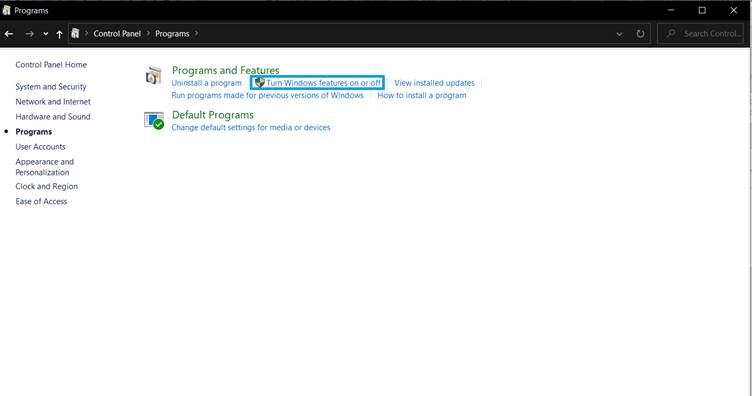 Programs
Control Panel Programs
Search Control...
Control Panel Home
System and Security
Network and Internet
Hardware and Sound
Programs
User Accounts
Appearance and
Personalization
Clock and Region
Ease of Access
Programs and Features
Uninstall a program Turn Windows features on or off View installed updates
Run programs made for previous versions of Windows How to install a program
Default Programs
Change default settings for media or devices